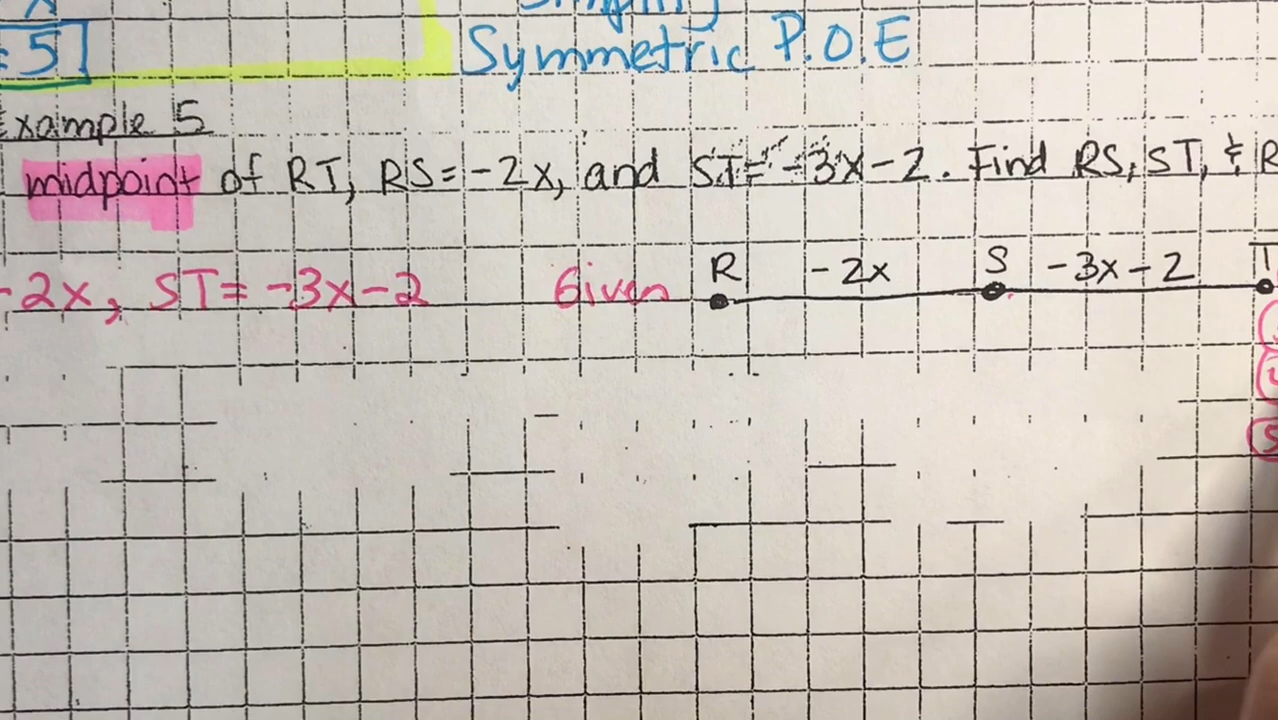 = 5
Symmetric P.O.E
Example 5
midpoint of RT, RS = -2x, and ST = -3x-2. Find RS, ST, & R
-2x, ST = -3x-2 Given R -2x S -3x-2 T